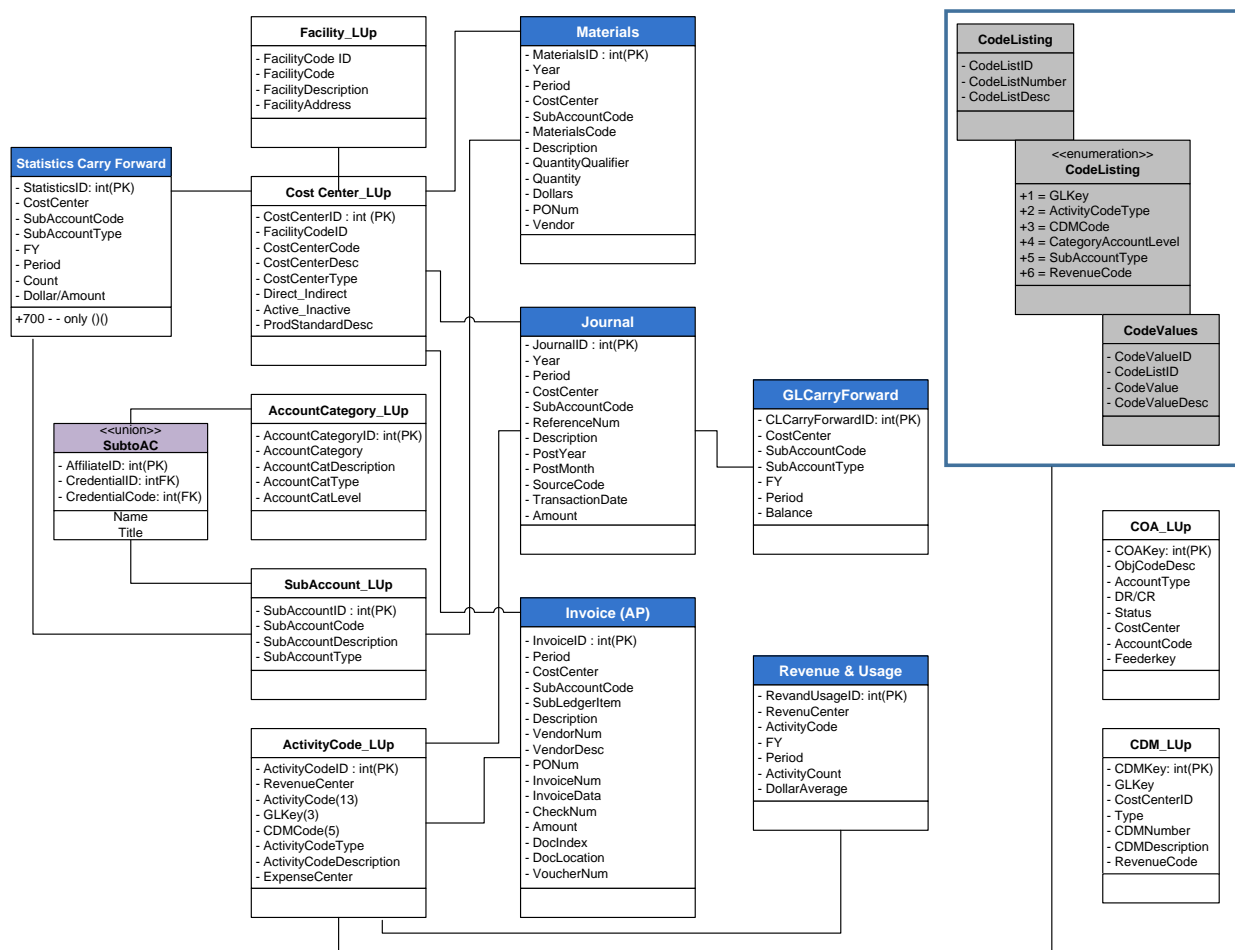 Facility_LUp
- FacilityCode ID
- FacilityCode
- FacilityDescription
- FacilityAddress
Materials
- MaterialsID : int(PK)
- Year
- Period
- CostCenter
- SubAccountCode
- MaterialsCode
- Description
- QuantityQualifier
- Quantity
- Dollars
- PONum
- Vendor
CodeListing
- CodeListID
- CodeListNumber
- CodeListDesc
<<enumeration>>
CodeListing
+1 = GLKey
+2 = ActivityCodeType
+3 = CDMCode
+4 = CategoryAccountLevel
+5 = SubAccountType
+6 = RevenueCode
CodeValues
- CodeValueID
- CodeListID
- CodeValue
- CodeValueDesc
Statistics Carry Forward
- StatisticsID: int(PK)
- CostCenter
- SubAccountCode
- SubAccountType
- FY
- Period
- Count
- Dollar/Amount
+700 - - only ()()
Cost Center_LUp
- CostCenterID : int (PK)
- FacilityCodeID
- CostCenterCode
- CostCenterDesc
- CostCenterType
- Direct_Indirect
- Active_Inactive
- ProdStandardDesc
Journal
- JournalID : int(PK)
- Year
- Period
- CostCenter
- SubAccountCode
- ReferenceNum
- Description
- PostYear
- PostMonth
- SourceCode
- TransactionDate
- Amount
GLCarryForward
- CLCarryForwardID: int(PK)
- CostCenter
- SubAccountCode
- SubAccountType
- FY
- Period
- Balance
<<union>>
SubtoAC
- AffiliateID: int(PK)
- CredentialID: intFK)
- CredentialCode: int(FK)
Name
Title
AccountCategory_LUp
- AccountCategoryID: int(PK)
- AccountCategory
- AccountCatDescription
- AccountCatType
- AccountCatLevel
SubAccount_LUp
- SubAccountID : int(PK)
- SubAccountCode
- SubAccountDescription
- SubAccountType
Invoice (AP)
- InvoiceID : int(PK)
- Period
- CostCenter
- SubAccountCode
- SubLedgerItem
- Description
- VendorNum
- VendorDesc
- PONum
- InvoiceNum
- InvoiceData
- CheckNum
- Amount
- DocIndex
- DocLocation
- VoucherNum
COA_LUp
- COAKey: int(PK)
- ObjCodeDesc
- AccountType
- DR/CR
- Status
- CostCenter
- AccountCode
- Feederkey
Revenue & Usage
- RevandUsageID: int(PK)
- RevenuCenter
- ActivityCode
- FY
- Period
- ActivityCount
- DollarAverage
ActivityCode_LUp
- ActivityCodeID : int(PK)
- RevenueCenter
- ActivityCode(13)
- GLKey(3)
- CDMCode(5)
- ActivityCodeType
- ActivityCodeDescription
- ExpenseCenter
CDM_LUp
- CDMKey: int(PK)
- GLKey
- CostCenterID
- Type
- CDMNumber
- CDMDescription
- RevenueCode